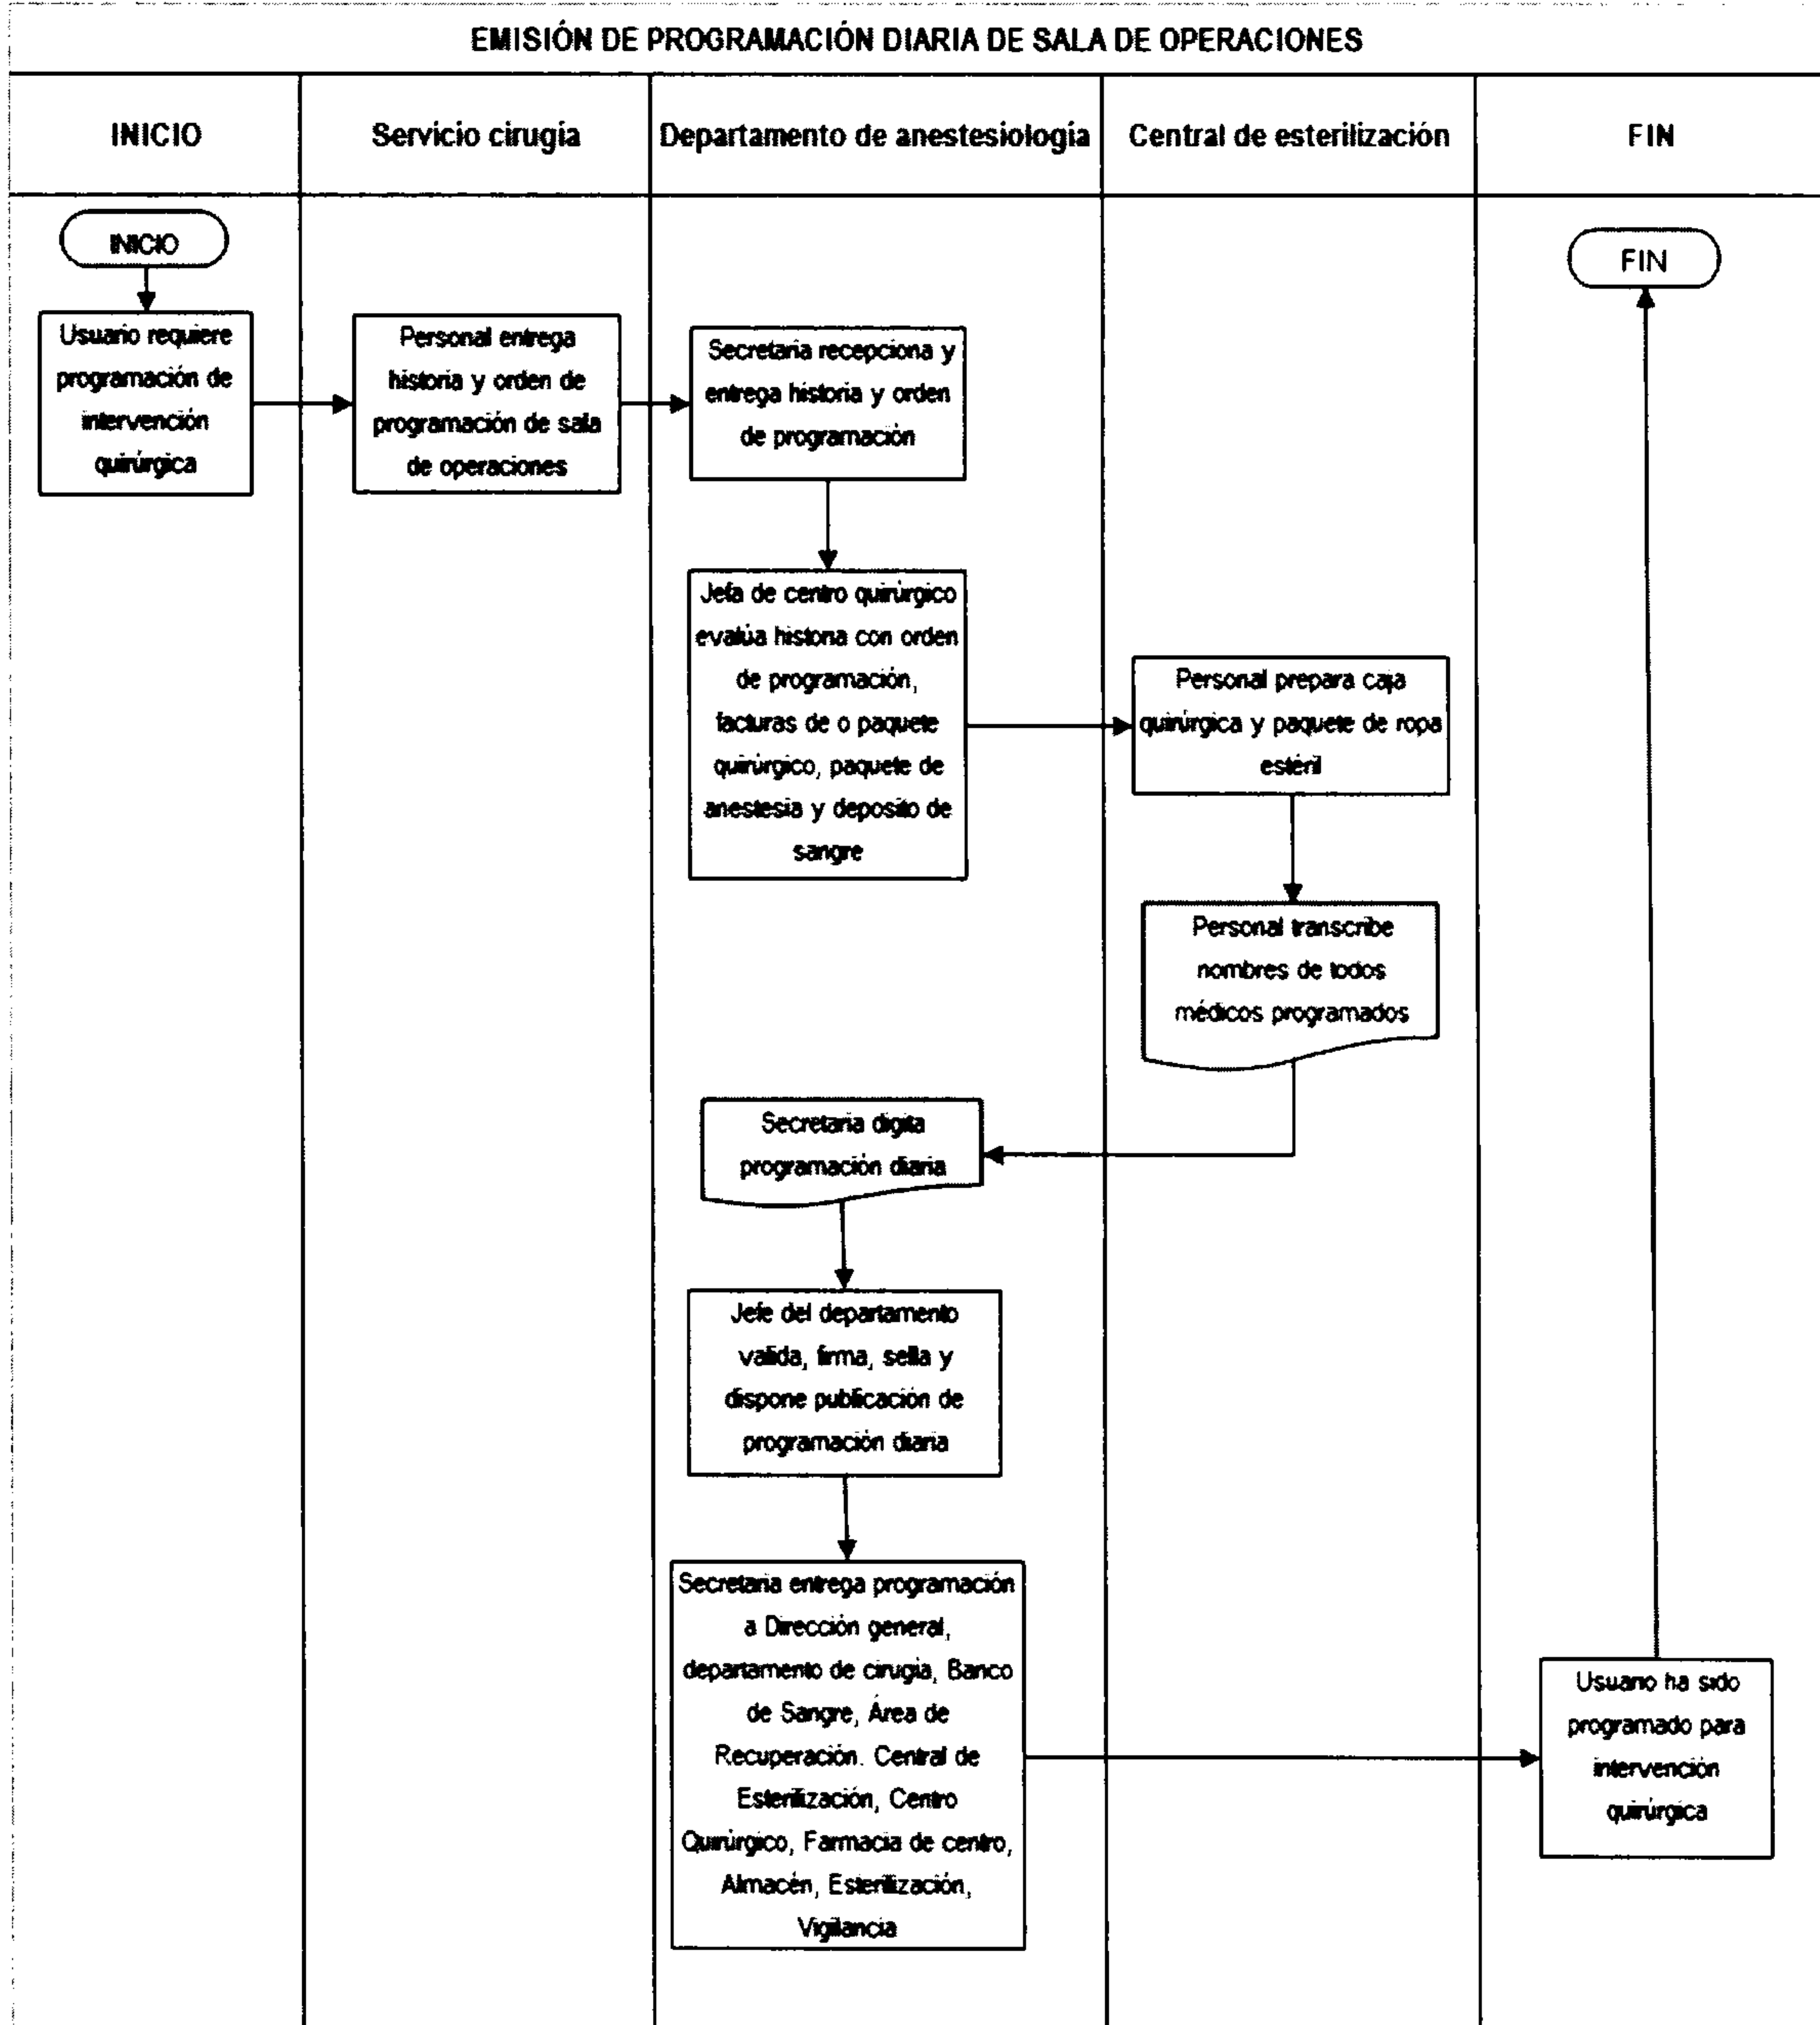 EMISIÓN DE PROGRAMACIÓN DIARIA DE SALA DE OPERACIONES
INICIO
Servicio cirugía
Departamento de anestesiología
Central de esterilización
FIN
INICIO
Usuario requiere
programación de
intervención
quirúrgica
Personal entrega
historia y orden de
programación de sala
de operaciones
Secretaria recepciona y
entrega historia y orden
de programación
Jefa de centro quirúrgico
evalúa historia con orden
de programación,
facturas de o paquete
quirúrgico, paquete de
anestesia y deposito de
sangre
Personal prepara caja
quirúrgica y paquete de ropa
estéril
Personal transcribe
nombres de todos
médicos programados
Secretaria digita
programación diaria
Jefe del departamento
valida, firma, sella y
dispone publicación de
programación diaria
Secretaria entrega programación
a Dirección general,
departamento de cirugía, Banco
de Sangre, Área de
Recuperación. Central de
Esterilización, Centro
Quirúrgico, Farmacia de centro,
Almacén, Esterilización,
Vigilancia
Usuario ha sido
programado para
intervención
quirúrgica
FIN